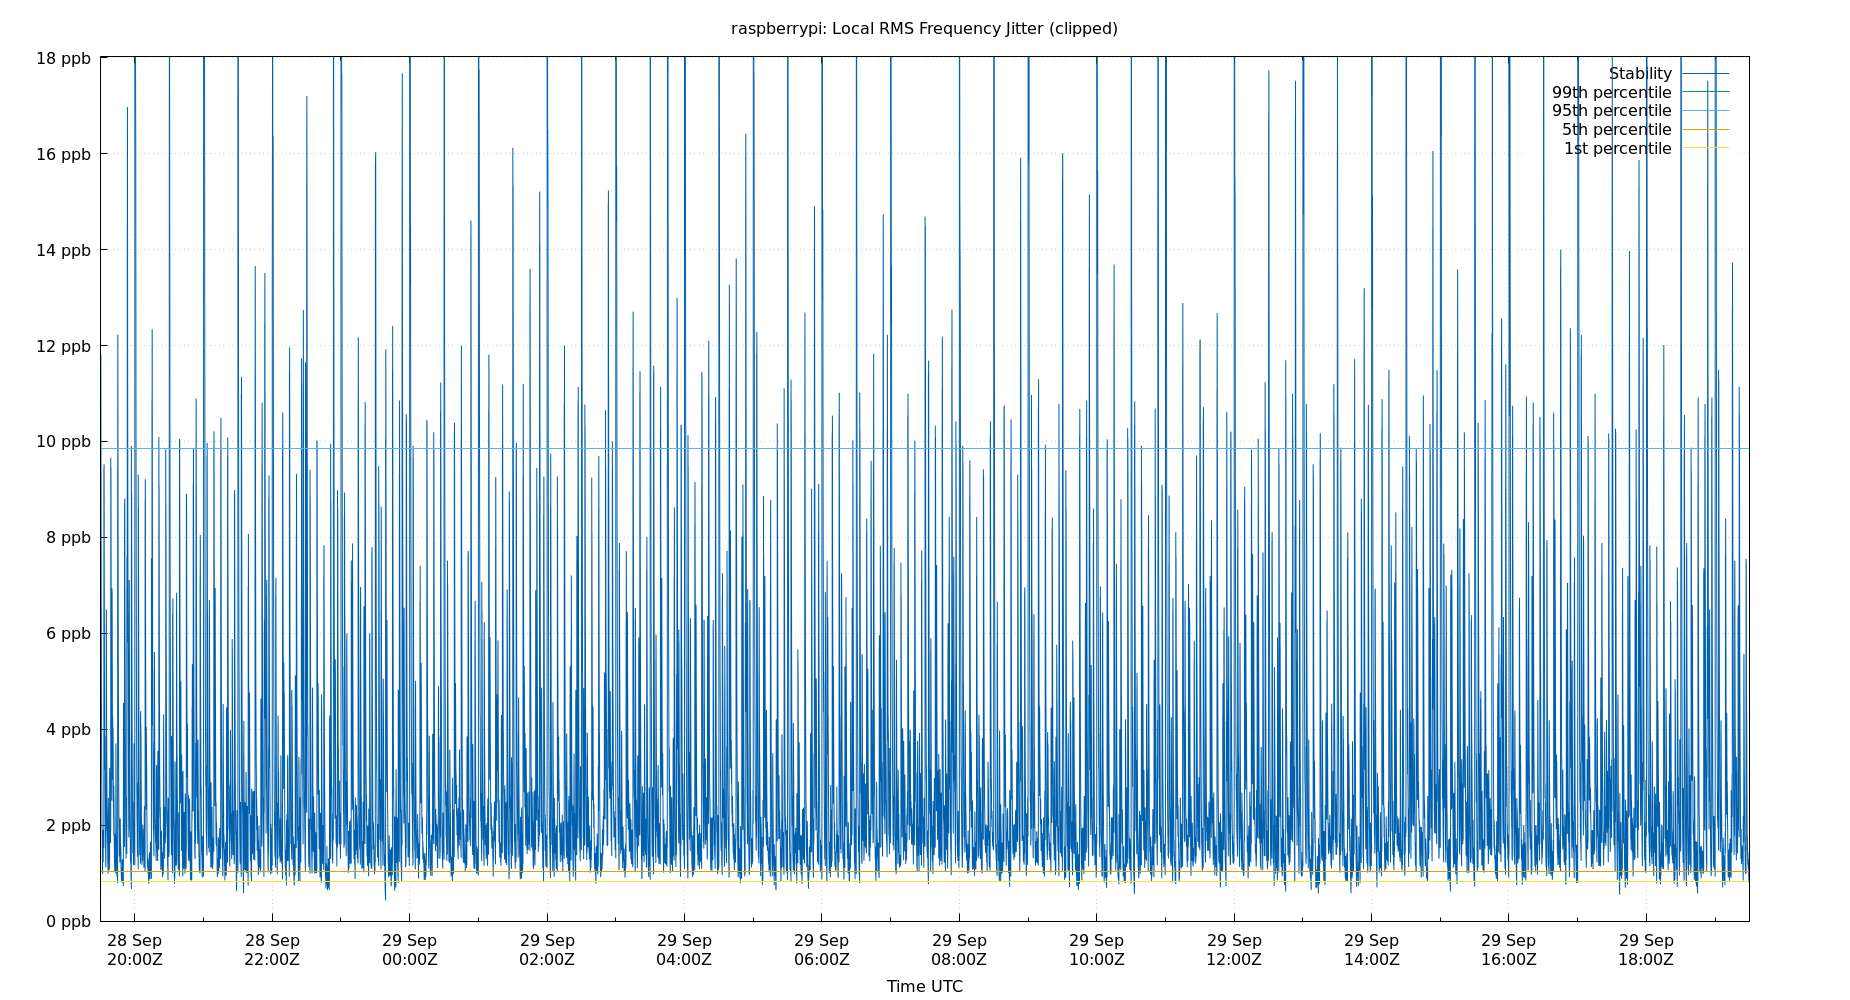 raspberrypi: Local RMS Frequency Jitter (clipped)
18 ppb
16 ppb
14 ppb
12 ppb
10 ppb
8 ppb
6 ppb
4 ppb
2 ppb
0 ppb
Stability
99th percentile
95th percentile
5th percentile
1st percentile
28 Sep 28 Sep 29 Sep 29 Sep 29 Sep 29 Sep 29 Sep 29 Sep 29 Sep 29 Sep 29 Sep 29 Sep
20:00Z 22:00Z 00:00Z 02:00Z 04:00Z 06:00Z 08:00Z 10:00Z 12:00Z 14:00Z 16:00Z 18:00Z
Time UTC